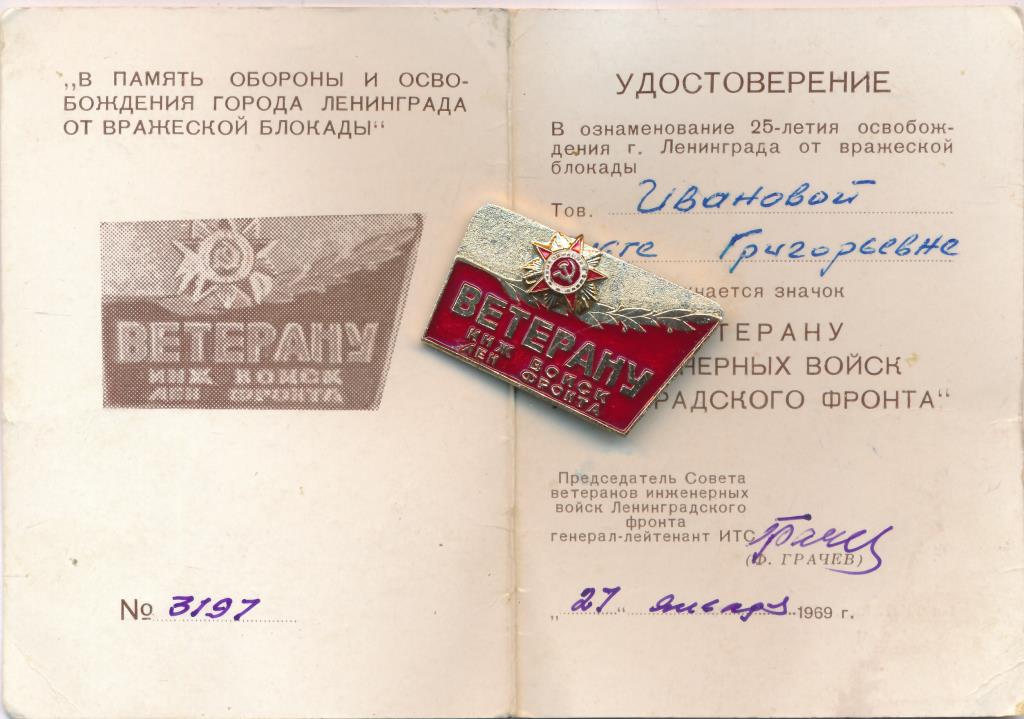 „В ПАМЯТЬ ОБОРОНЫ И ОСВО-
БОЖДЕНИЯ ГОРОДА ЛЕНИНГРАДА
ОТ ВРАЖЕСКОЙ БЛОКАДЫ“
ВЕТЕРАНУ
ИНЖ ВОЙСК
ЛЕН ФРОНТА
№ 3197
ВЕТЕРАНУ
ИНЖ ВОЙСК
ЛЕН ФРОНТА
УДОСТОВЕРЕНИЕ
В ознаменование 25-летия освобож-
дения г. Ленинграда от вражеской
блокады
Тов. Ивановой
Григорьевне
чается значок
ТЕРАНУ
НЕРНЫХ ВОЙСК
РАДСКОГО ФРОНТА“
Председатель Совета
ветеранов инженерных
войск Ленинградского
фронта
генерал-лейтенант ИТС Грачев
(Ф. ГРАЧЕВ)
„27“ января 1969 г.